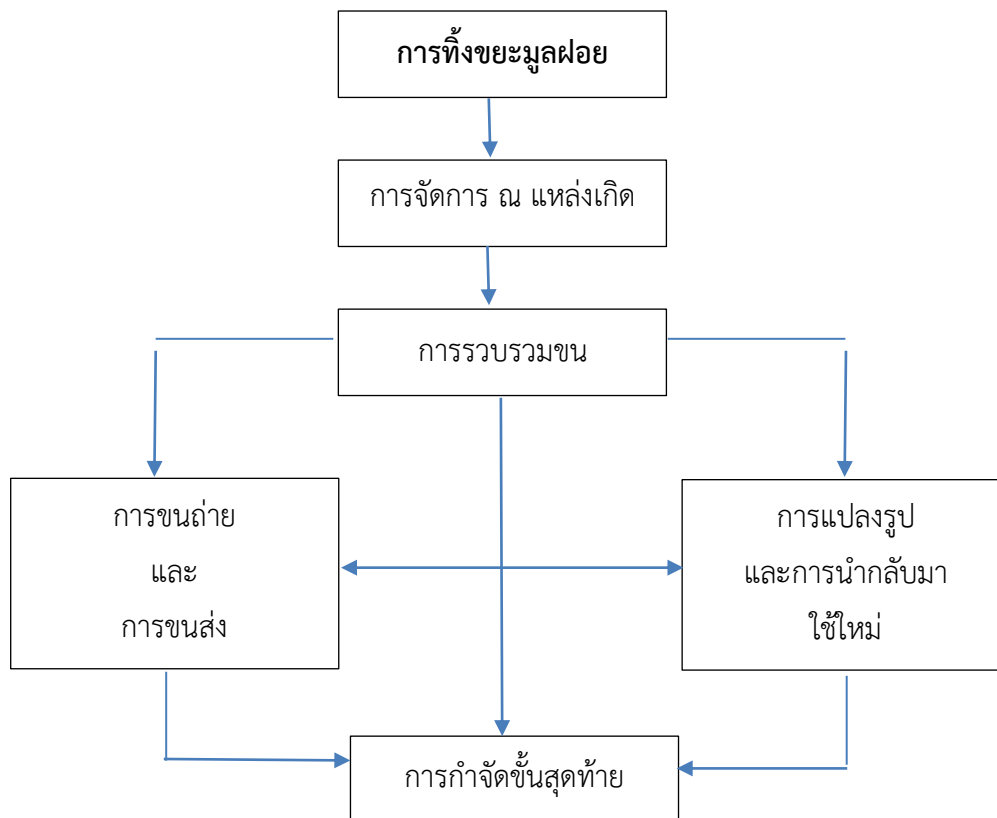 การทิ้งขยะมูลฝอย
การจัดการ ณ แหล่งเกิด
การรวบรวมขน
การขนถ่าย
และ
การขนส่ง
การแปลงรูป
และการนำกลับมา
ใช้ใหม่
การกำจัดขั้นสุดท้าย